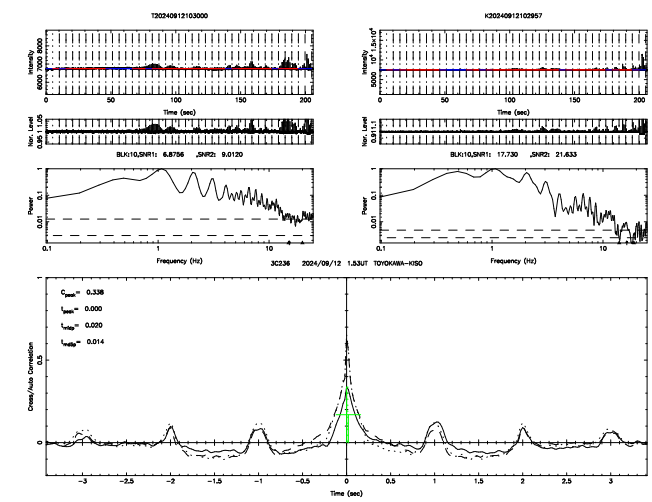 T20240912103000 K20240912102957
Intensity 6000 7000 8000 Intensity 5000 10⁴ 1.5×10⁴
0 50 100 150 200 0 50 100 150 200
Time (sec) Time (sec)
Nor. Level 0.95 1 1.05 Nor. Level 0.9 1 1.1
BLK:10,SNR1: 6.8756 ,SNR2: 9.0120 BLK:10,SNR1: 17.730 ,SNR2: 21.633
Power 0.01 0.1 1 Power 0.01 0.1 1
0.1 1 10 0.1 1 10
Frequency (Hz) Frequency (Hz)
3C236 2024/09/12 1.53UT TOYOKAWA-KISO
Cross/Auto Correlation 0 0.5 1
Cpeak= 0.338
tpeak= 0.000
tmidp= 0.020
0.014
-3 -2.5 -2 -1.5 -1 -0.5 0 0.5 1 1.5 2 2.5 3
Time (sec)